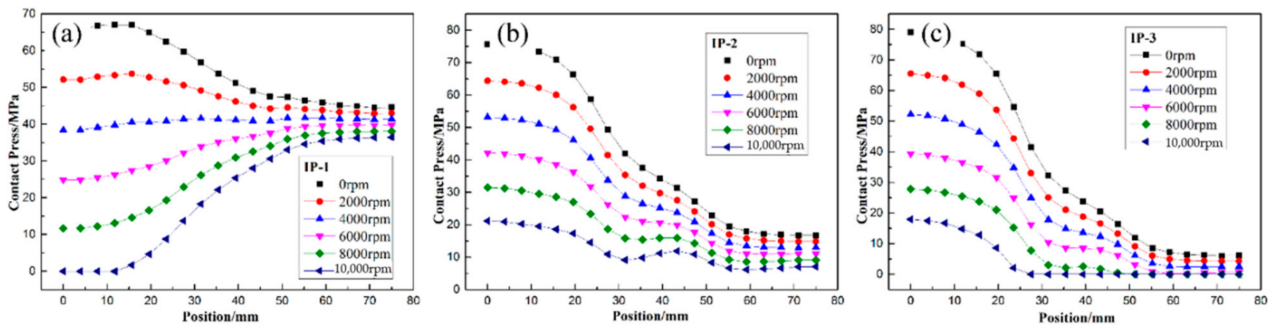 (a)
Contact Press/MPa
70
60
50
40
30
20
10
0
IP-1
0rpm
2000rpm
4000rpm
6000rpm
8000rpm
10,000rpm
0 10 20 30 40 50 60 70 80
Position/mm
(b)
Contact Press/MPa
80
70
60
50
40
30
20
10
0
IP-2
0rpm
2000rpm
4000rpm
6000rpm
8000rpm
10,000rpm
0 10 20 30 40 50 60 70 80
Position/mm
(c)
Contact Press/MPa
80
70
60
50
40
30
20
10
0
IP-3
0rpm
2000rpm
4000rpm
6000rpm
8000rpm
10,000rpm
0 10 20 30 40 50 60 70 80
Position/mm